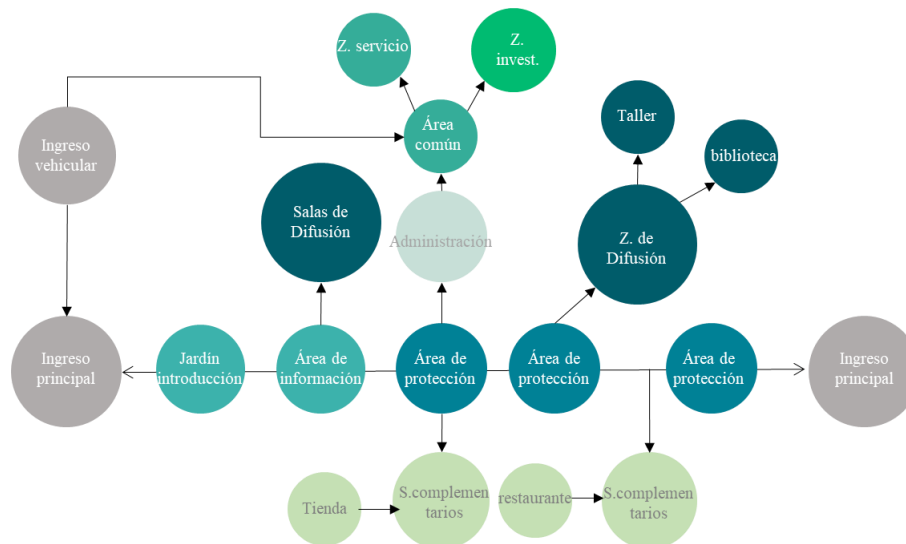 Z. servicio
Z.
invest.
Ingreso
vehicular
Área
común
Taller
biblioteca
Salas de
Difusión
Administración
Z. de
Difusión
Ingreso
principal
Jardín
introducción
Área de
información
Área de
protección
Área de
protección
Área de
protección
Ingreso
principal
Tienda
S.complemen
tarios
restaurante
S.complemen
tarios